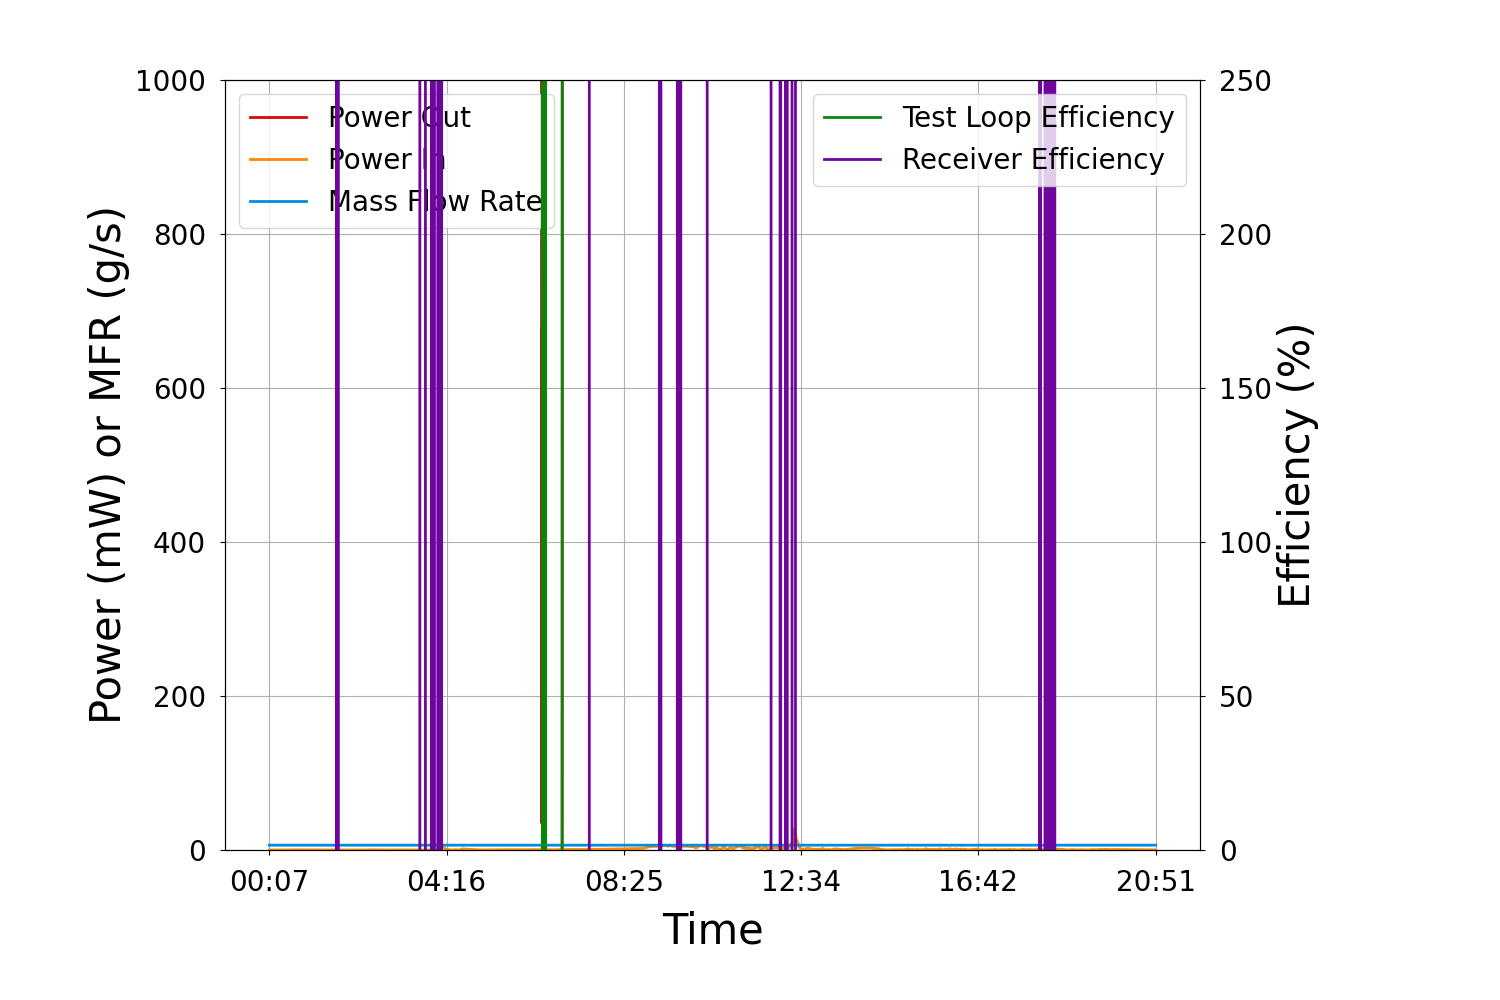 1000
800
600
400
200
0
Power (mW) or MFR (g/s)
Power Out
Power In
Mass Flow Rate
Test Loop Efficiency
Receiver Efficiency
250
200
150
100
50
0
Efficiency (%)
00:07 04:16 08:25 12:34 16:42 20:51
Time